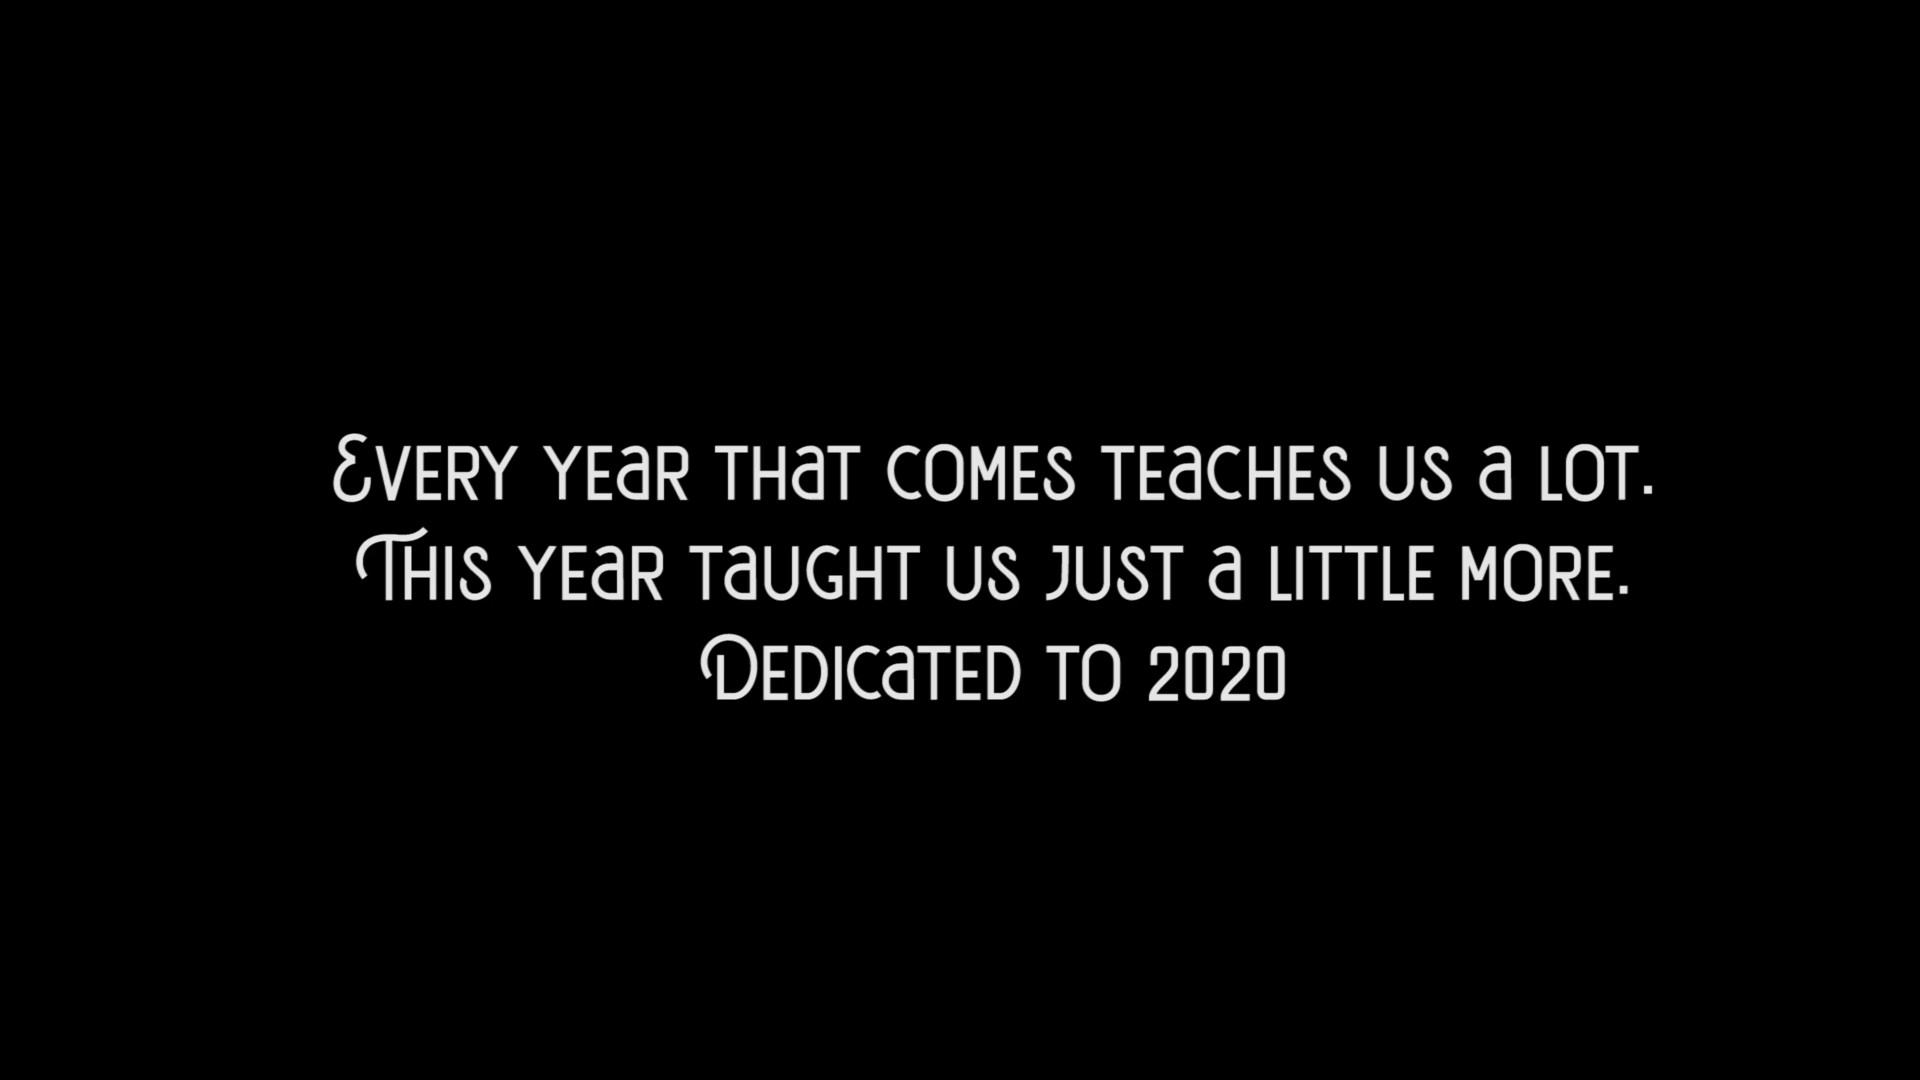 Every year that comes teaches us a lot.
This year taught us just a little more.
Dedicated to 2020